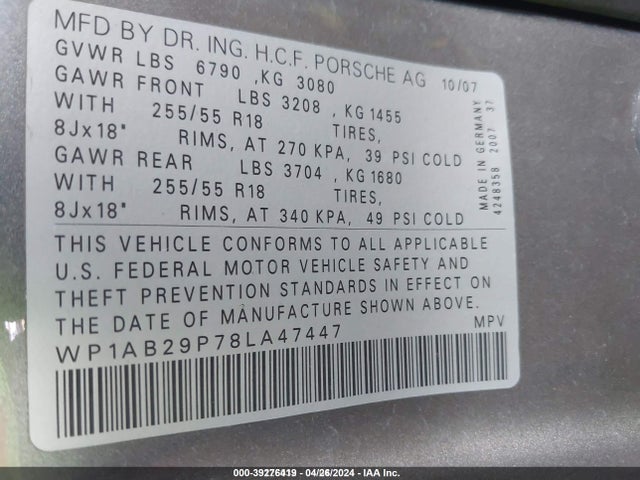 MFD BY DR. ING. H.C.F. PORSCHE AG 10/07
GVWR LBS 6790 ,KG 3080
GAWR FRONT LBS 3208 , KG 1455
WITH 255/55 R18 TIRES,
8Jx18" RIMS, AT 270 KPA, 39 PSI COLD
GAWR REAR LBS 3704 , KG 1680
WITH 255/55 R18 TIRES,
8Jx18" RIMS, AT 340 KPA, 49 PSI COLD
MADE IN GERMANY
4248358 2007 37
THIS VEHICLE CONFORMS TO ALL APPLICABLE
U.S. FEDERAL MOTOR VEHICLE SAFETY AND
THEFT PREVENTION STANDARDS IN EFFECT ON
THE DATE OF MANUFACTURE SHOWN ABOVE.
WP1AB29P78LA47447 MPV
000-39276419 - 04/26/2024 - IAA Inc.